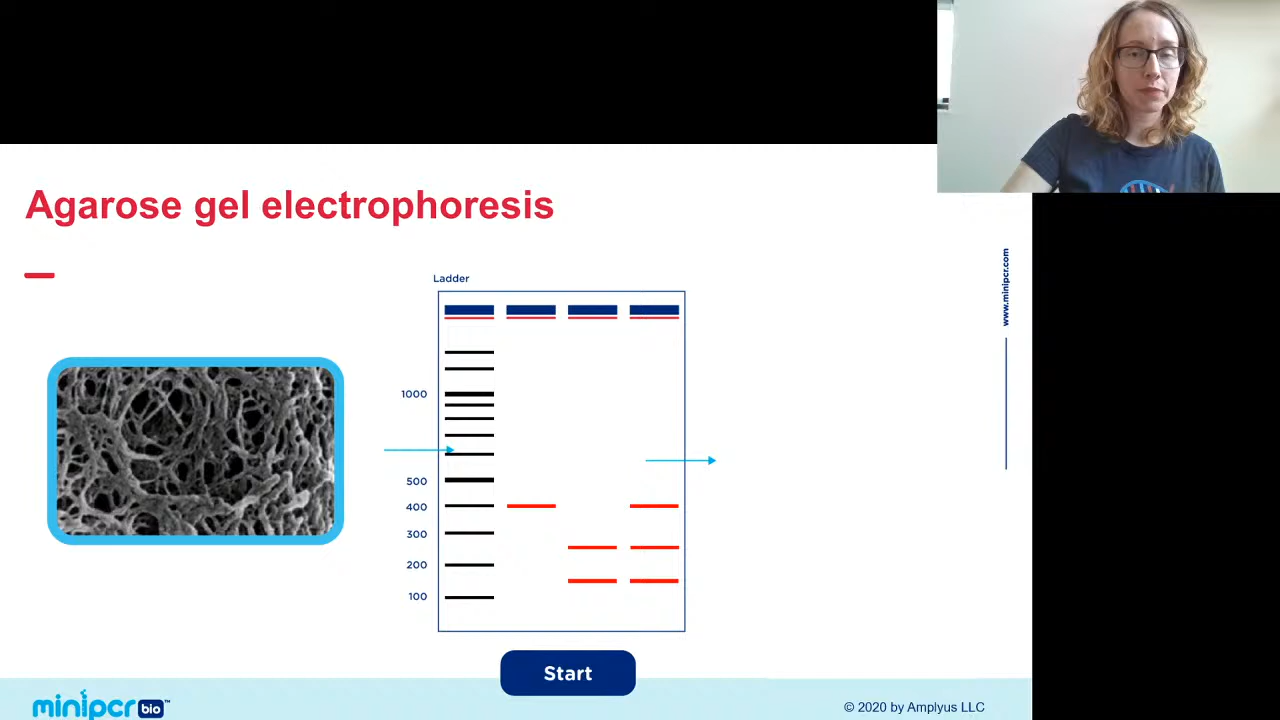 Agarose gel electrophoresis
www.minipcr.com
Ladder
1000
500
400
300
200
100
Start
minipcr bio™
© 2020 by Amplyus LLC